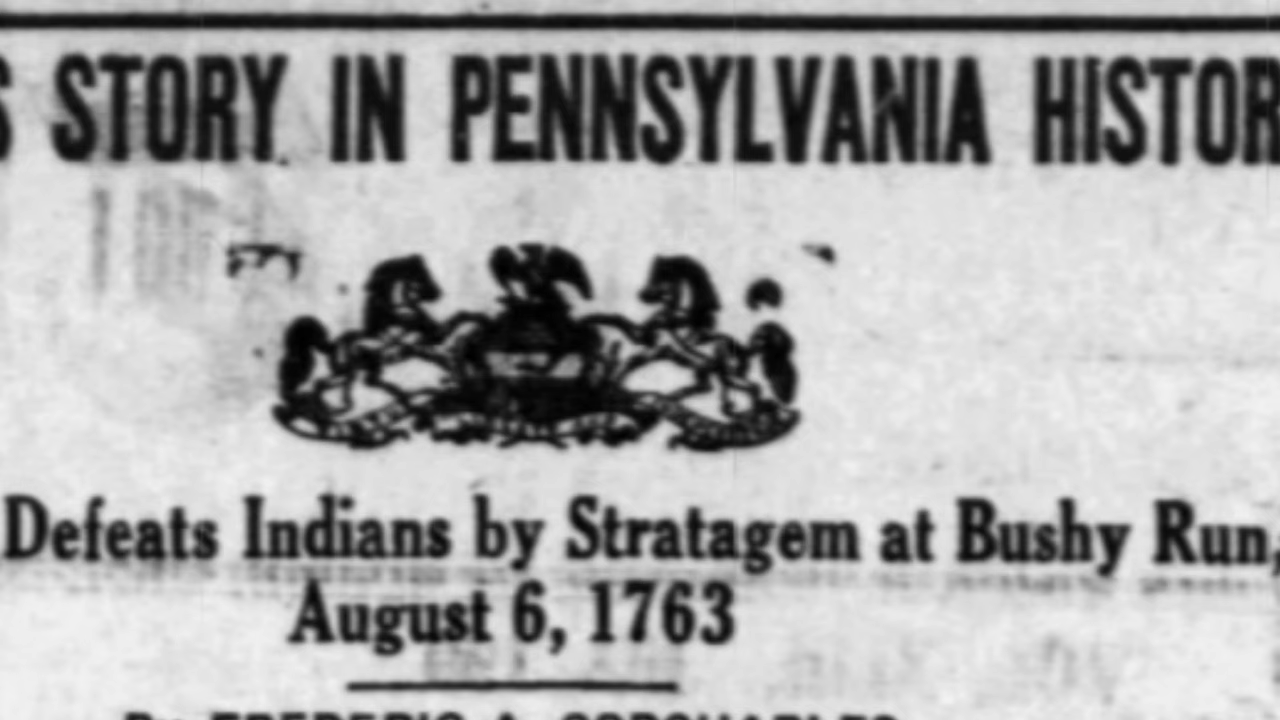 S STORY IN PENNSYLVANIA HISTOR
Defeats Indians by Stratagem at Bushy Run,
August 6, 1763